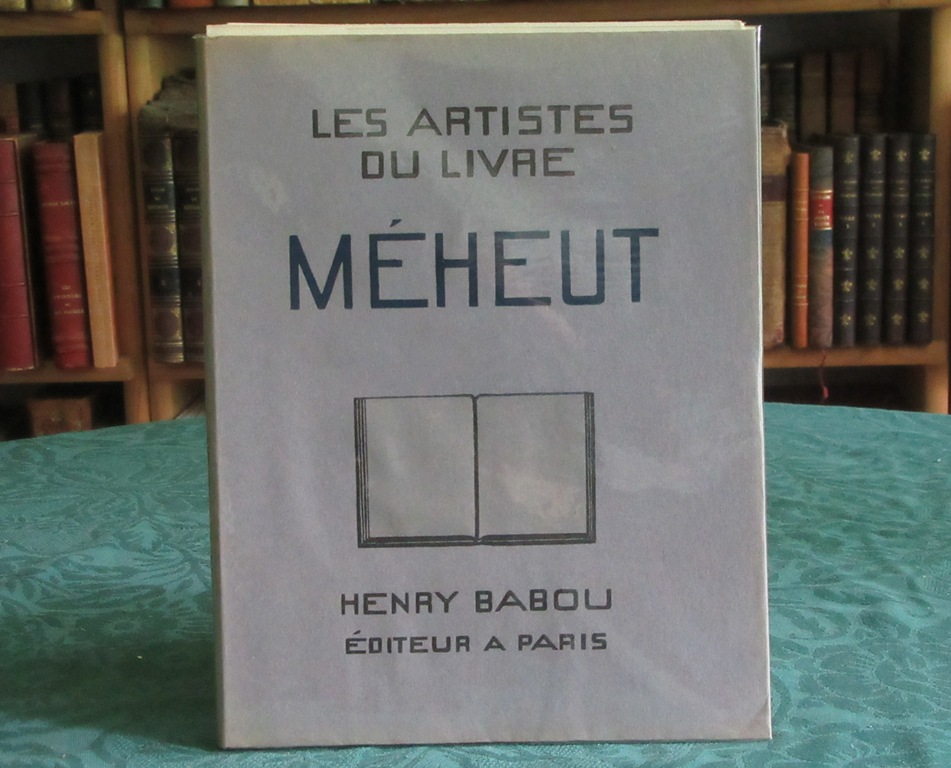 LES ARTISTES
DU LIVRE
MÉHEUT
HENRY BABOU
ÉDITEUR A PARIS